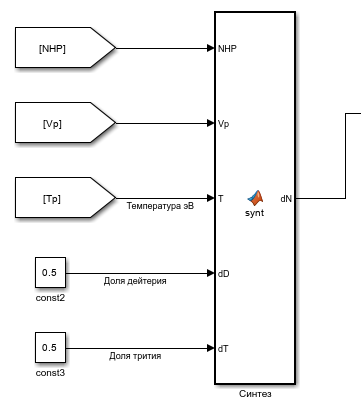 [NHP]
NHP
[Vp]
Vp
[Tp]
Температура эВ
T
synt
dN
0.5
const2
Доля дейтерия
dD
0.5
const3
Доля трития
dT
Синтез